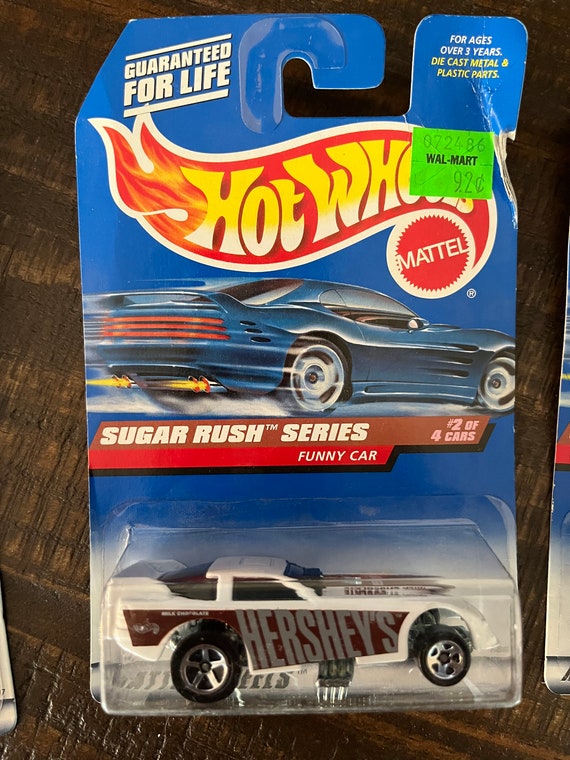 GUARANTEED
FOR LIFE
FOR AGES
OVER 3 YEARS.
DIE CAST METAL &
PLASTIC PARTS.
072486
WAL-MART
92¢
HOT WHEELS
MATTEL
®
SUGAR RUSH™ SERIES
FUNNY CAR
#2 OF
4 CARS
MILK CHOCOLATE
HERSHEY'S